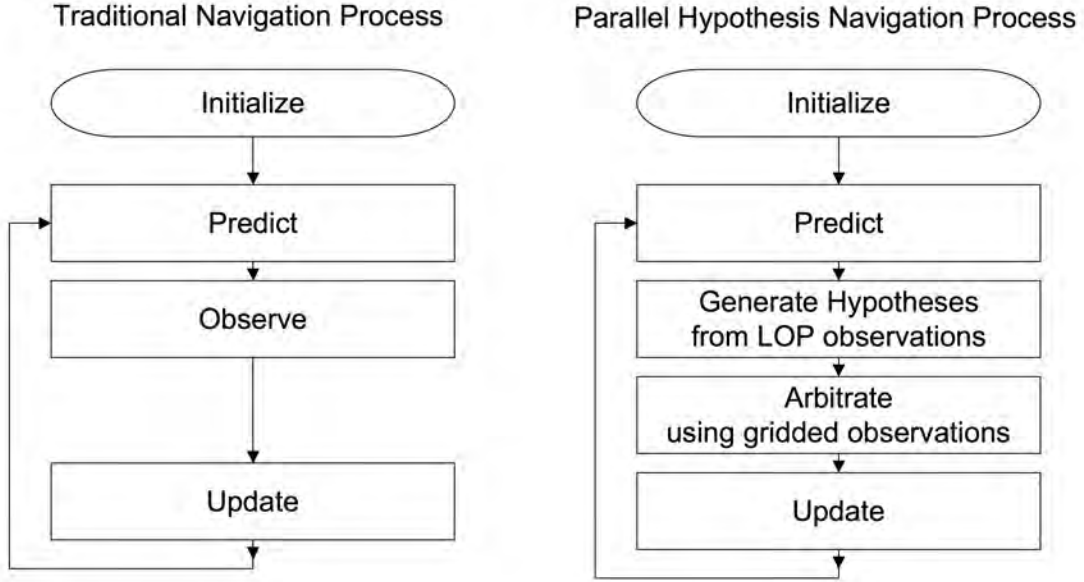 Traditional Navigation Process
Initialize
Predict
Observe
Update
Parallel Hypothesis Navigation Process
Initialize
Predict
Generate Hypotheses
from LOP observations
Arbitrate
using gridded observations
Update